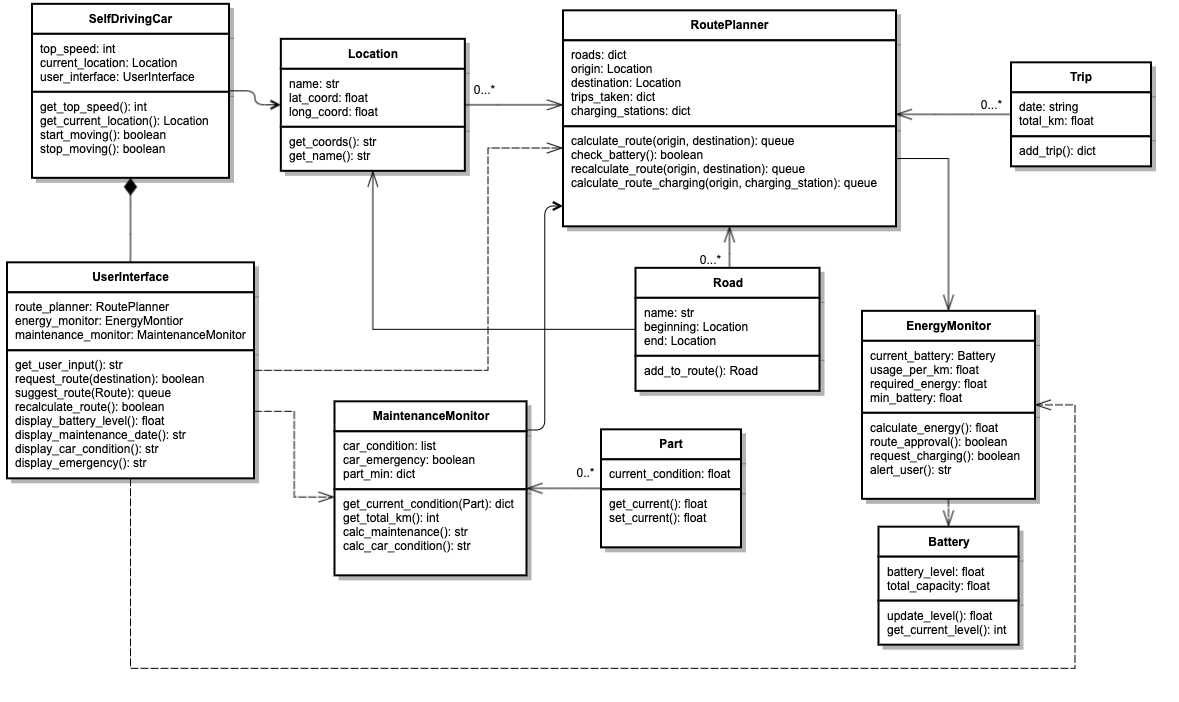 SelfDrivingCar
top_speed: int
current_location: Location
user_interface: UserInterface
get_top_speed(): int
get_current_location(): Location
start_moving(): boolean
stop_moving(): boolean
Location
name: str
lat_coord: float
long_coord: float
get_coords(): str
get_name(): str
0...*
RoutePlanner
roads: dict
origin: Location
destination: Location
trips_taken: dict
charging_stations: dict
calculate_route(origin, destination): queue
check_battery(): boolean
recalculate_route(origin, destination): queue
calculate_route_charging(origin, charging_station): queue
0...*
Trip
date: string
total_km: float
add_trip(): dict
UserInterface
route_planner: RoutePlanner
energy_monitor: EnergyMontior
maintenance_monitor: MaintenanceMonitor
get_user_input(): str
request_route(destination): boolean
suggest_route(Route): queue
recalculate_route(): boolean
display_battery_level(): float
display_maintenance_date(): str
display_car_condition(): str
display_emergency(): str
0...*
Road
name: str
beginning: Location
end: Location
add_to_route(): Road
EnergyMonitor
current_battery: Battery
usage_per_km: float
required_energy: float
min_battery: float
calculate_energy(): float
route_approval(): boolean
request_charging(): boolean
alert_user(): str
MaintenanceMonitor
car_condition: list
car_emergency: boolean
part_min: dict
get_current_condition(Part): dict
get_total_km(): int
calc_maintenance(): str
calc_car_condition(): str
0..*
Part
current_condition: float
get_current(): float
set_current(): float
Battery
battery_level: float
total_capacity: float
update_level(): float
get_current_level(): int